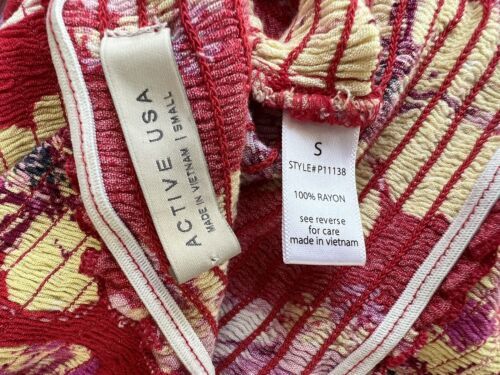 ACTIVE USA
MADE IN VIETNAM | SMALL
S
STYLE#P11138
100% RAYON
see reverse
for care
made in vietnam